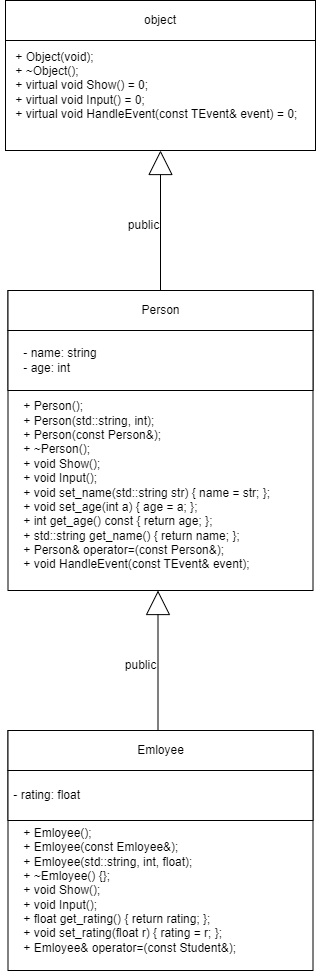 object
+ Object(void);
+ ~Object();
+ virtual void Show() = 0;
+ virtual void Input() = 0;
+ virtual void HandleEvent(const TEvent& event) = 0;
public
Person
- name: string
- age: int
+ Person();
+ Person(std::string, int);
+ Person(const Person&);
+ ~Person();
+ void Show();
+ void Input();
+ void set_name(std::string str) { name = str; };
+ void set_age(int a) { age = a; };
+ int get_age() const { return age; };
+ std::string get_name() { return name; };
+ Person& operator=(const Person&);
+ void HandleEvent(const TEvent& event);
public
Emloyee
- rating: float
+ Emloyee();
+ Emloyee(const Emloyee&);
+ Emloyee(std::string, int, float);
+ ~Emloyee() {};
+ void Show();
+ void Input();
+ float get_rating() { return rating; };
+ void set_rating(float r) { rating = r; };
+ Emloyee& operator=(const Student&);